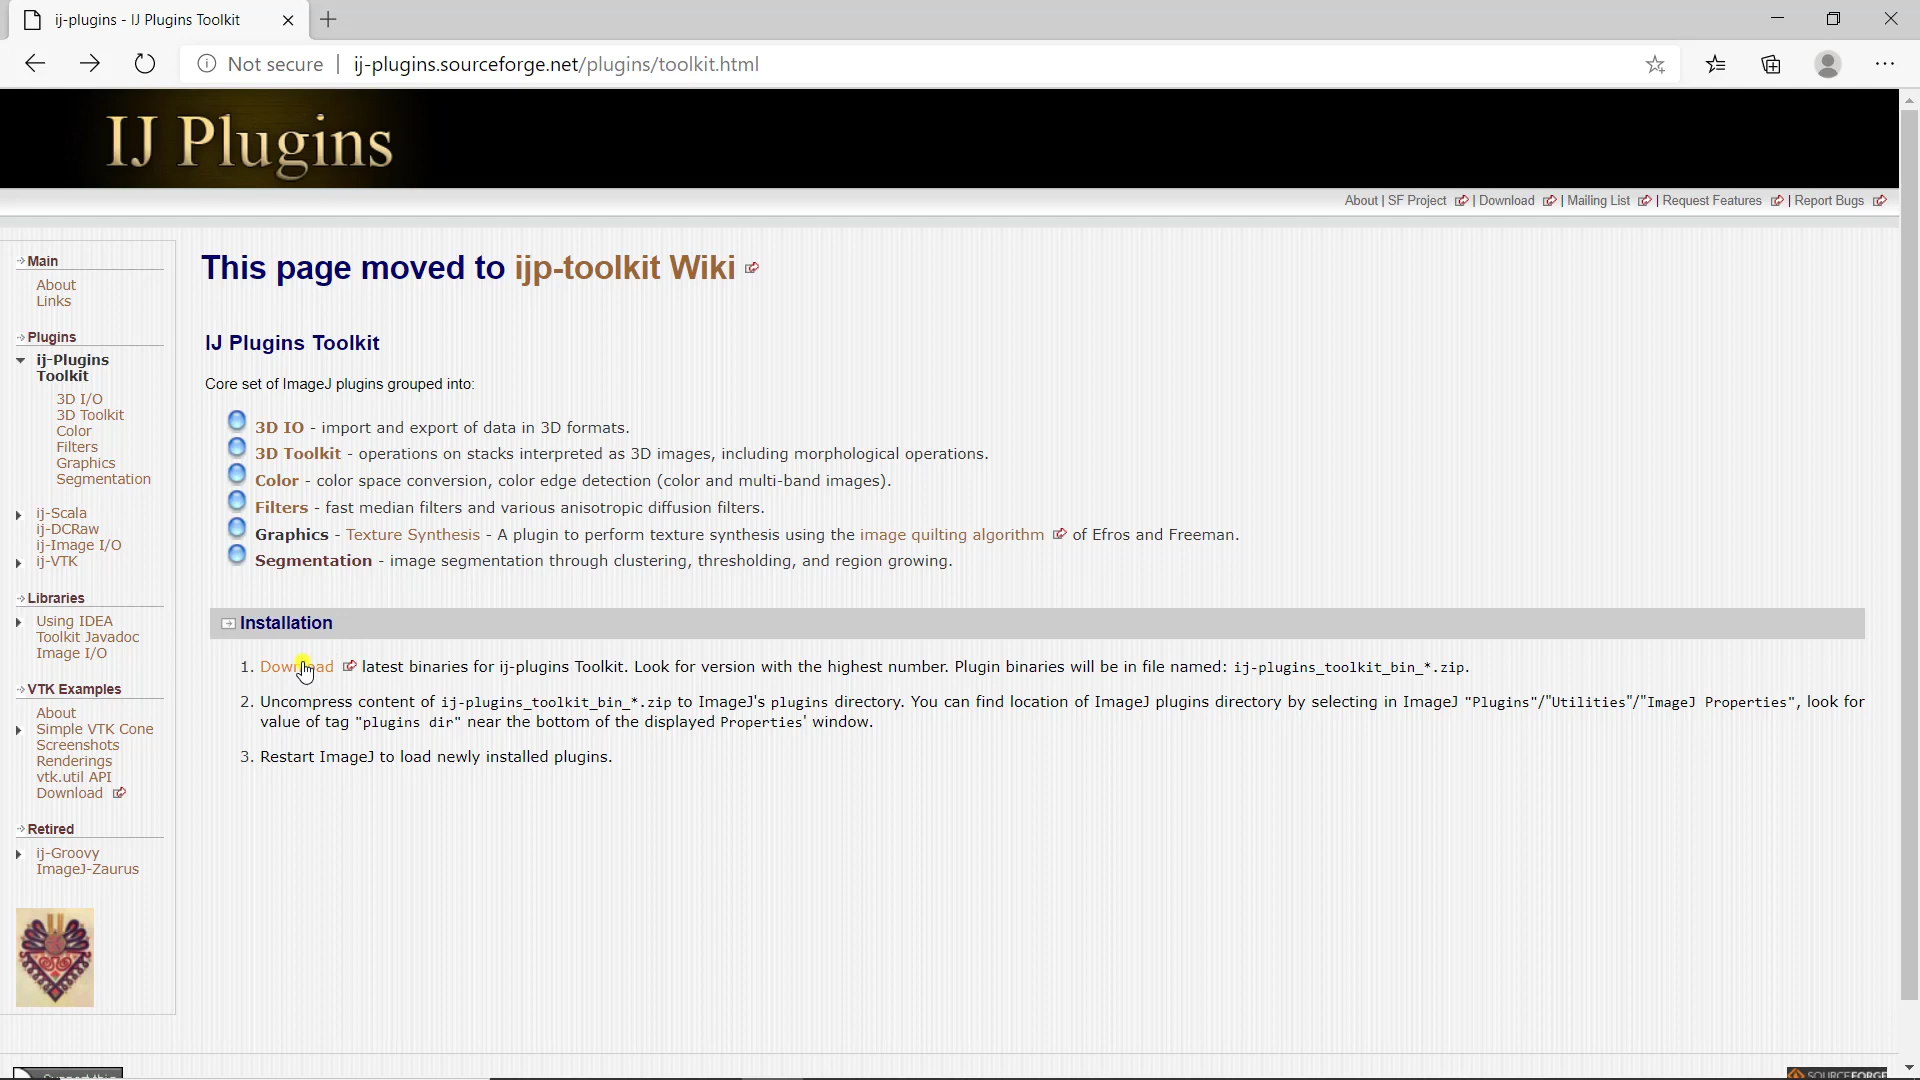 ij-plugins - IJ Plugins Toolkit
Not secure | ij-plugins.sourceforge.net/plugins/toolkit.html
IJ Plugins
About | SF Project | Download | Mailing List | Request Features | Report Bugs
Main
About
Links
Plugins
ij-Plugins
Toolkit
3D I/O
3D Toolkit
Color
Filters
Graphics
Segmentation
ij-Scala
ij-DCRaw
ij-Image I/O
ij-VTK
Libraries
Using IDEA
Toolkit Javadoc
Image I/O
VTK Examples
About
Simple VTK Cone
Screenshots
Renderings
vtk.util API
Download
Retired
ij-Groovy
ImageJ-Zaurus
This page moved to ijp-toolkit Wiki
IJ Plugins Toolkit
Core set of ImageJ plugins grouped into:
3D IO - import and export of data in 3D formats.
3D Toolkit - operations on stacks interpreted as 3D images, including morphological operations.
Color - color space conversion, color edge detection (color and multi-band images).
Filters - fast median filters and various anisotropic diffusion filters.
Graphics - Texture Synthesis - A plugin to perform texture synthesis using the image quilting algorithm of Efros and Freeman.
Segmentation - image segmentation through clustering, thresholding, and region growing.
Installation
1. Download latest binaries for ij-plugins Toolkit. Look for version with the highest number. Plugin binaries will be in file named: ij-plugins_toolkit_bin_*.zip.
2. Uncompress content of ij-plugins_toolkit_bin_*.zip to ImageJ's plugins directory. You can find location of ImageJ plugins directory by selecting in ImageJ "Plugins"/"Utilities"/"ImageJ Properties", look for
value of tag "plugins dir" near the bottom of the displayed Properties' window.
3. Restart ImageJ to load newly installed plugins.
SOURCEFORGE